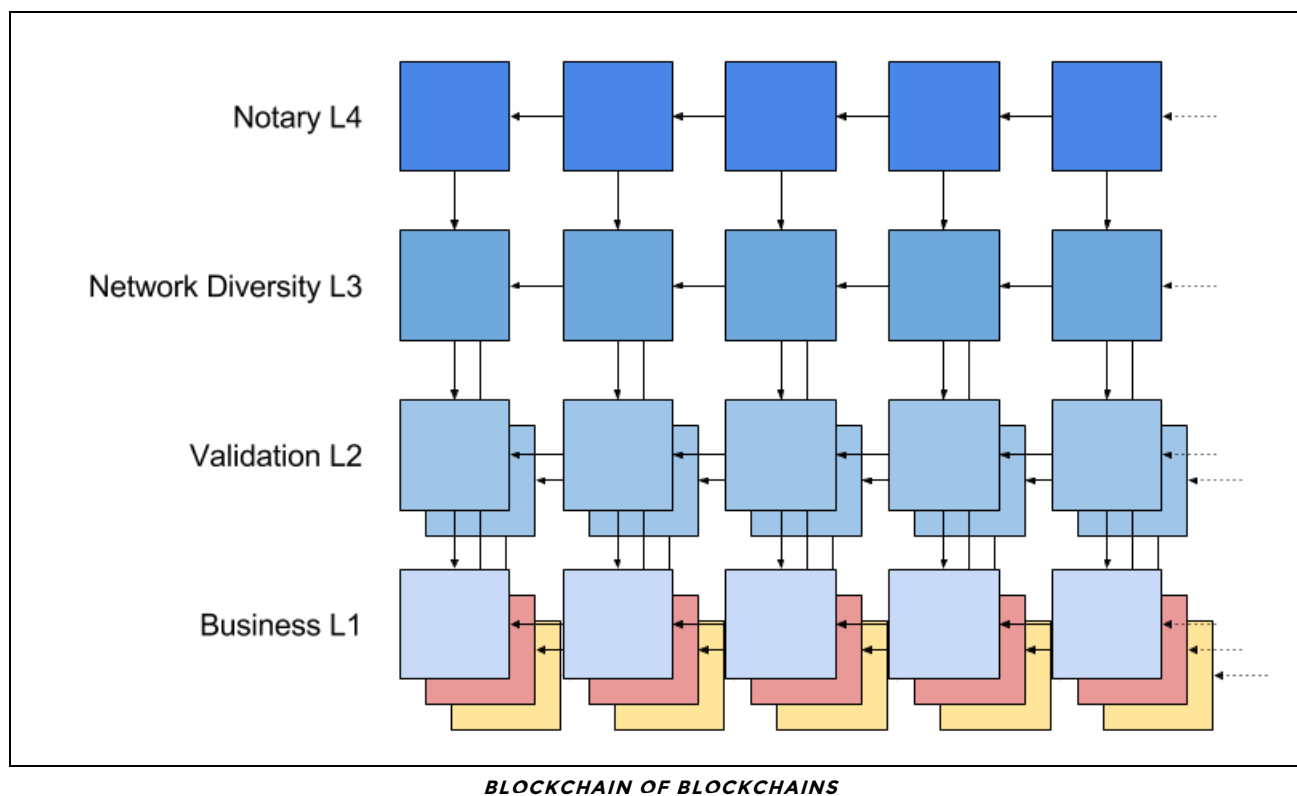 Notary L4
Network Diversity L3
Validation L2
Business L1
BLOCKCHAIN OF BLOCKCHAINS